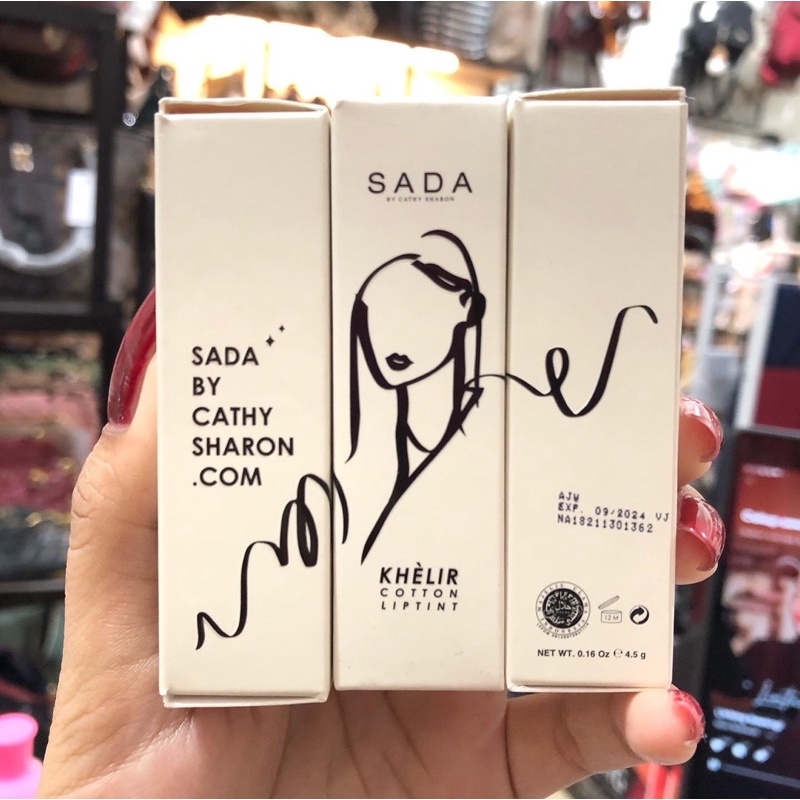 SADA
BY
CATHY
SHARON
.COM
SADA
BY CATHY SHARON
KHÈLIR
COTTON
LIPTINT
AJW
EXP. 09/2024 VJ
NA18211301362
12 M
NET WT. 0.16 Oz ℮ 4.5 g